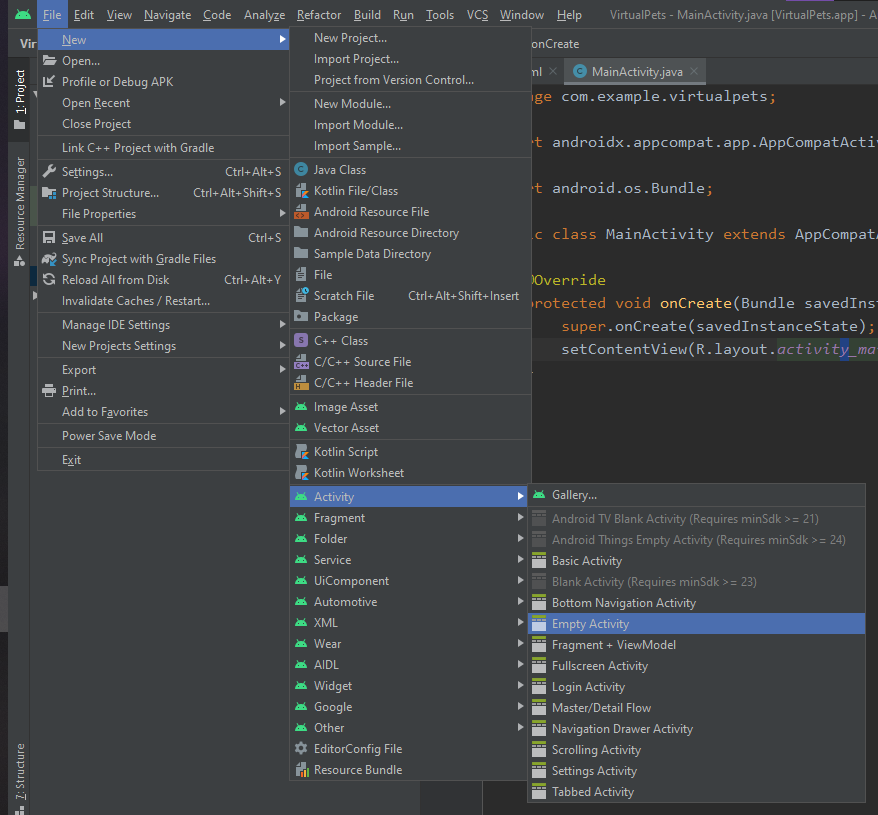 File Edit View Navigate Code Analyze Refactor Build Run Tools VCS Window Help VirtualPets - MainActivity.java [VirtualPets.app] - A
Vir
onCreate
ml MainActivity.java
1: Project
Resource Manager
7: Structure
New
Open...
Profile or Debug APK
Open Recent
Close Project
Link C++ Project with Gradle
Settings... Ctrl+Alt+S
Project Structure... Ctrl+Alt+Shift+S
File Properties
Save All Ctrl+S
Sync Project with Gradle Files
Reload All from Disk Ctrl+Alt+Y
Invalidate Caches / Restart...
Manage IDE Settings
New Projects Settings
Export
Print...
Add to Favorites
Power Save Mode
Exit
New Project...
Import Project...
Project from Version Control...
New Module...
Import Module...
Import Sample...
Java Class
Kotlin File/Class
Android Resource File
Android Resource Directory
Sample Data Directory
File
Scratch File Ctrl+Alt+Shift+Insert
Package
C++ Class
C/C++ Source File
C/C++ Header File
Image Asset
Vector Asset
Kotlin Script
Kotlin Worksheet
Activity
Fragment
Folder
Service
UiComponent
Automotive
XML
Wear
AIDL
Widget
Google
Other
EditorConfig File
Resource Bundle
ge com.example.virtualpets;
t androidx.appcompat.app.AppCompatActiv
t android.os.Bundle;
ic class MainActivity extends AppCompatA
@Override
protected void onCreate(Bundle savedInst
super.onCreate(savedInstanceState);
setContentView(R.layout.activity_ma
Gallery...
Android TV Blank Activity (Requires minSdk >= 21)
Android Things Empty Activity (Requires minSdk >= 24)
Basic Activity
Blank Activity (Requires minSdk >= 23)
Bottom Navigation Activity
Empty Activity
Fragment + ViewModel
Fullscreen Activity
Login Activity
Master/Detail Flow
Navigation Drawer Activity
Scrolling Activity
Settings Activity
Tabbed Activity